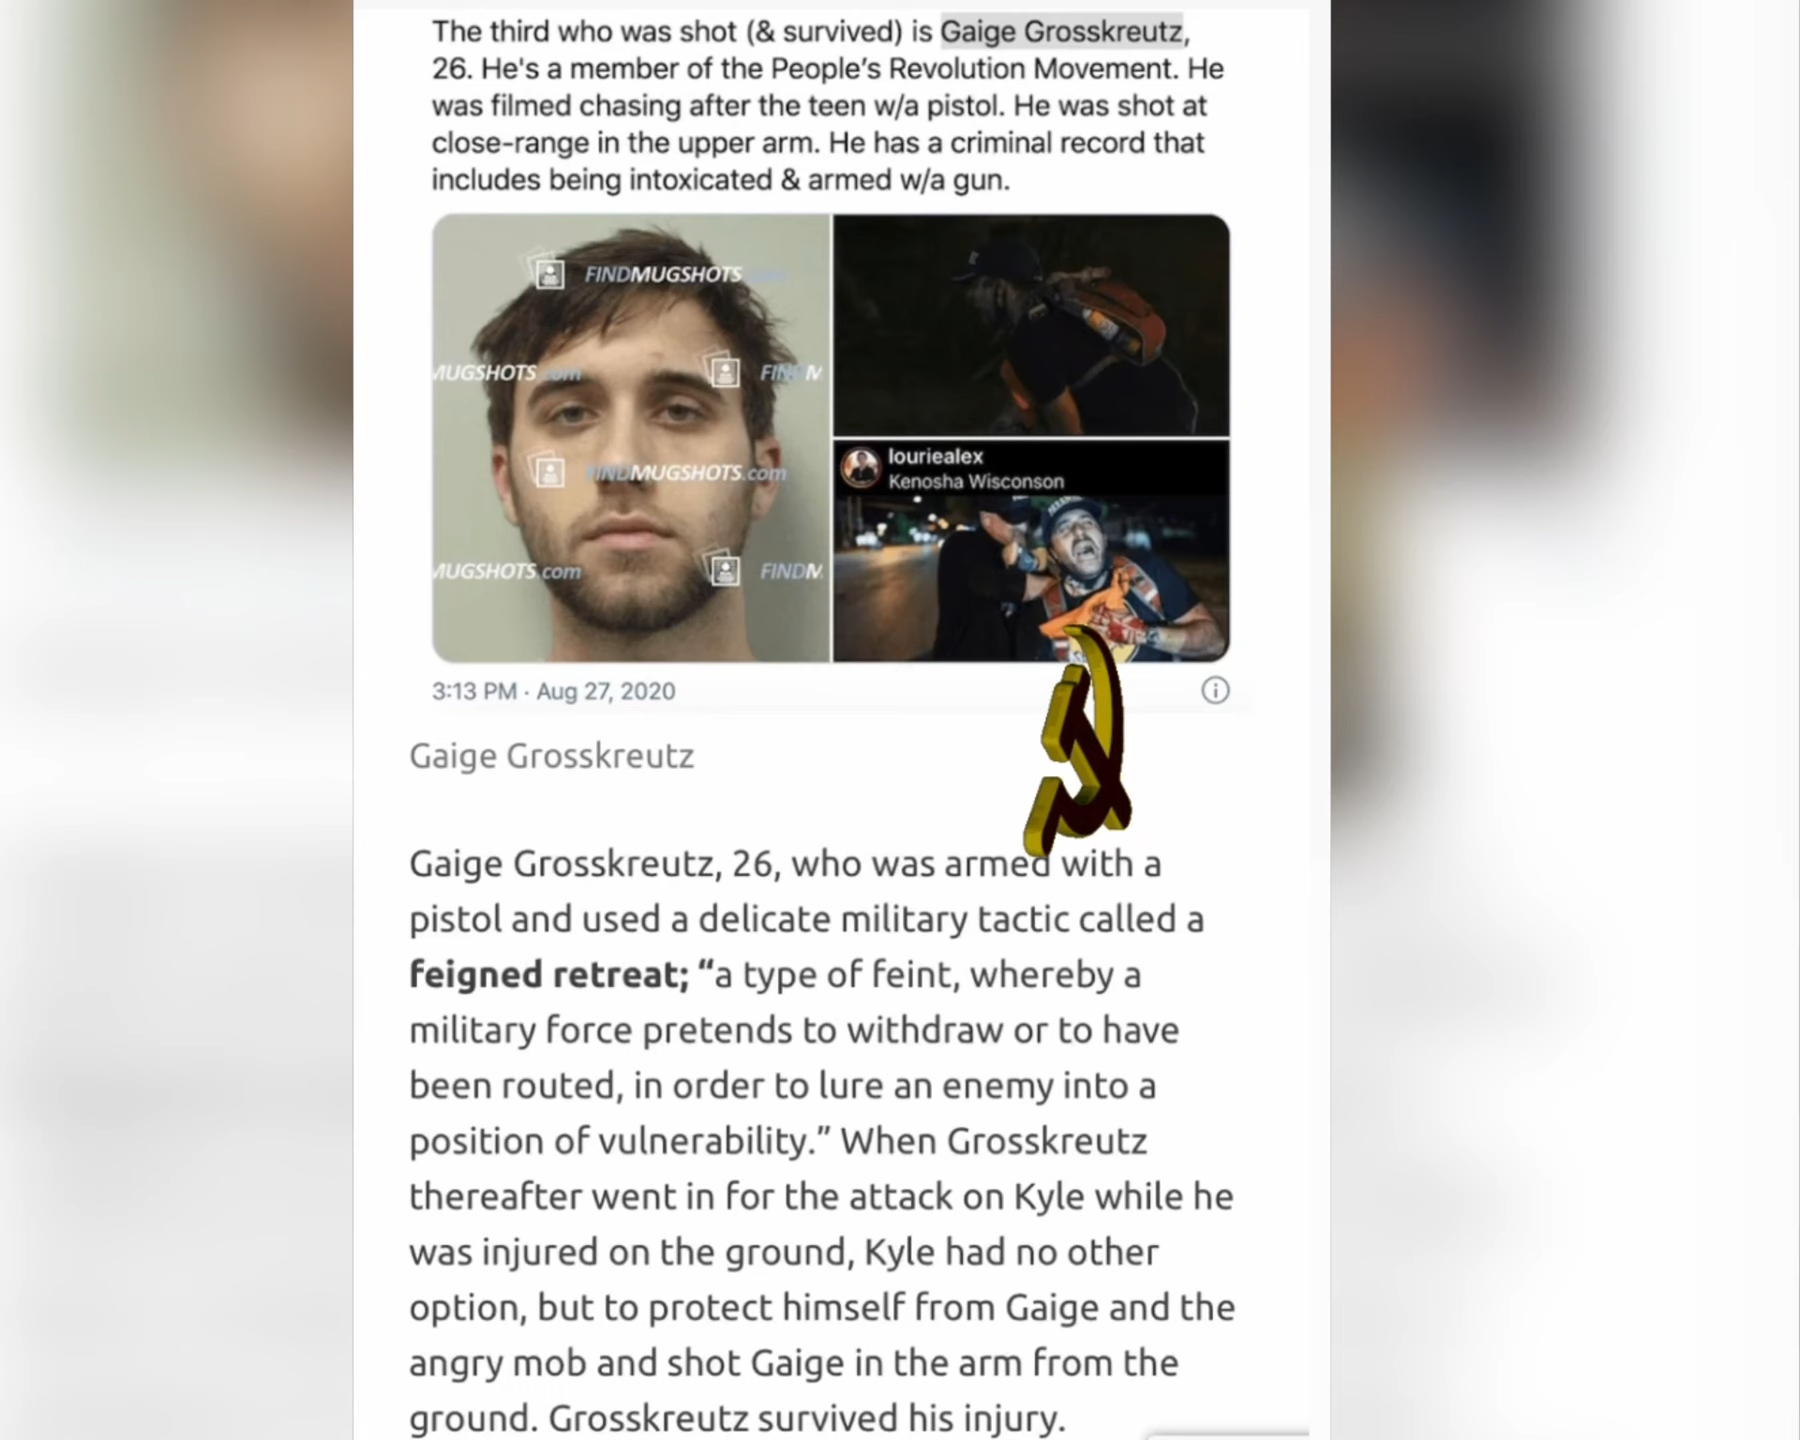 The third who was shot (& survived) is Gaige Grosskreutz,
26. He's a member of the People's Revolution Movement. He
was filmed chasing after the teen w/a pistol. He was shot at
close-range in the upper arm. He has a criminal record that
includes being intoxicated & armed w/a gun.
FINDMUGSHOTS.com
MUGSHOTS.com
FINDM
FINDMUGSHOTS.com
MUGSHOTS.com
FINDM
louriealex
Kenosha Wisconson
3:13 PM · Aug 27, 2020
Gaige Grosskreutz
Gaige Grosskreutz, 26, who was armed with a
pistol and used a delicate military tactic called a
feigned retreat; “a type of feint, whereby a
military force pretends to withdraw or to have
been routed, in order to lure an enemy into a
position of vulnerability.” When Grosskreutz
thereafter went in for the attack on Kyle while he
was injured on the ground, Kyle had no other
option, but to protect himself from Gaige and the
angry mob and shot Gaige in the arm from the
ground. Grosskreutz survived his injury.